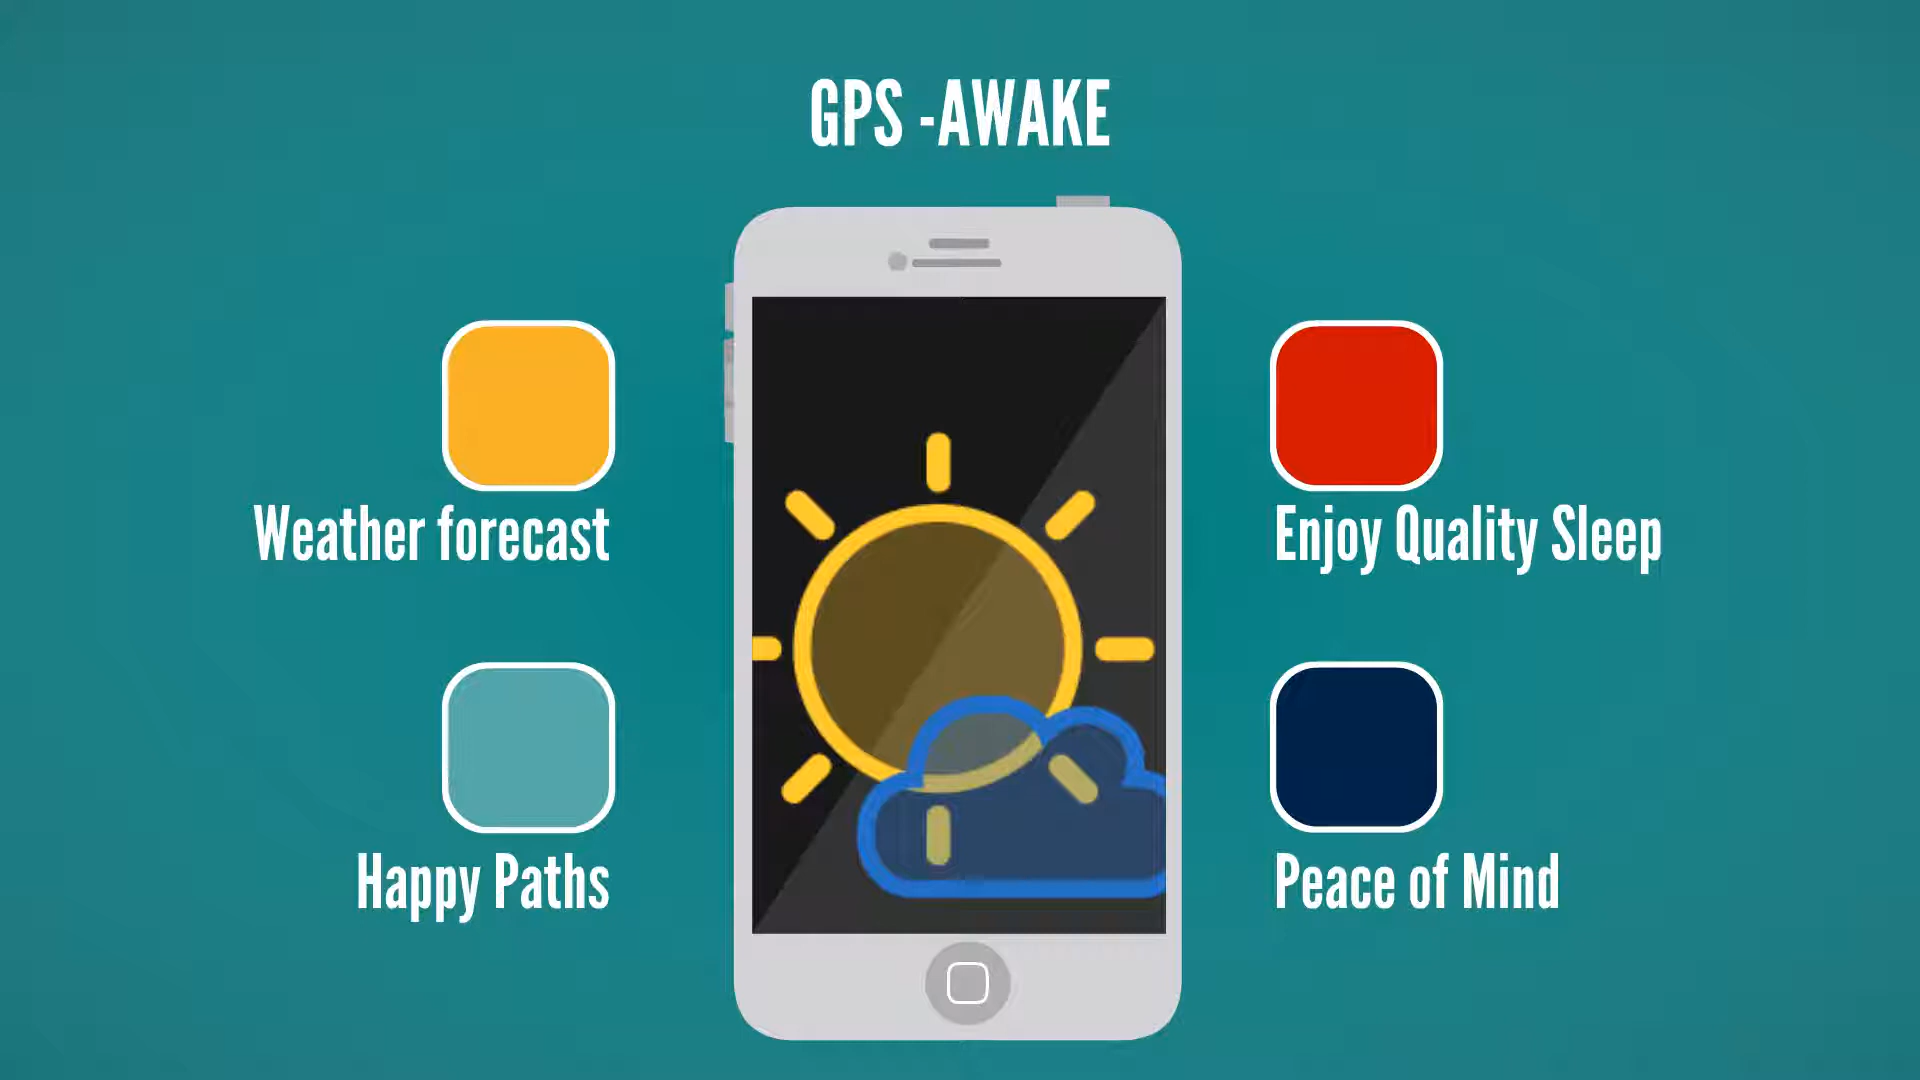 GPS -AWAKE
Weather forecast
Enjoy Quality Sleep
Happy Paths
Peace of Mind